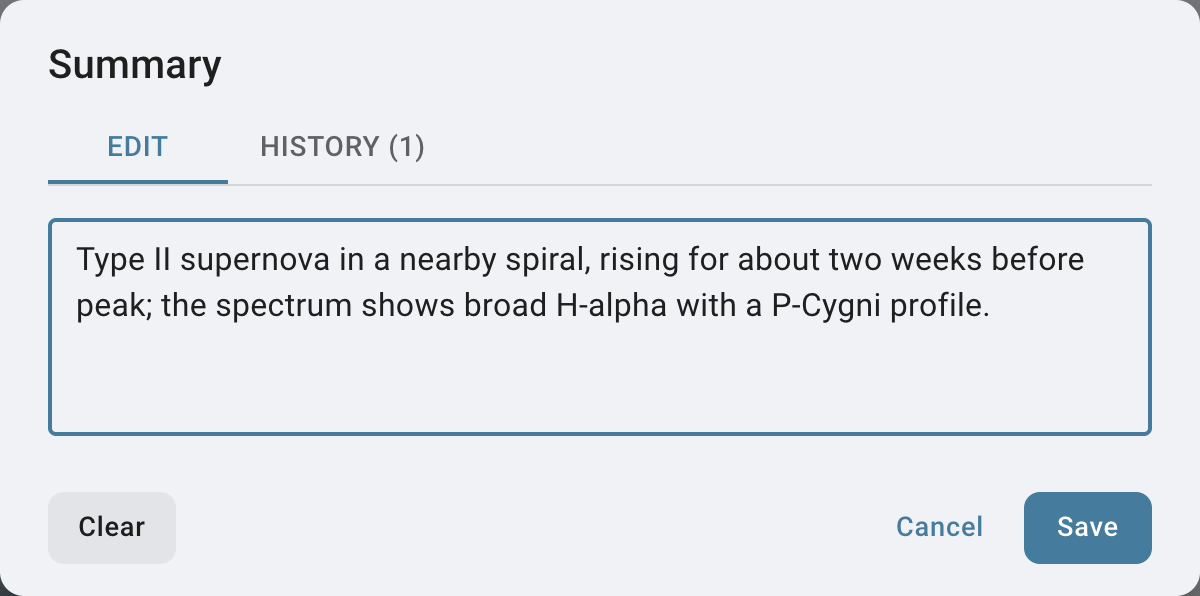 Summary
EDIT
HISTORY (1)
Type II supernova in a nearby spiral, rising for about two weeks before
peak; the spectrum shows broad H-alpha with a P-Cygni profile.
Clear
Cancel
Save